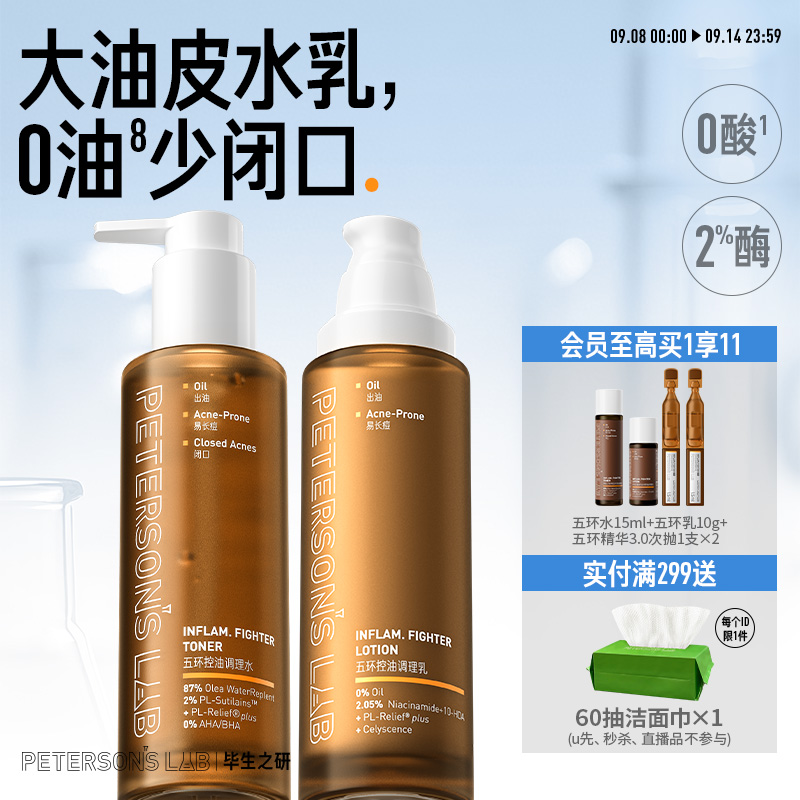 大油皮水乳，
0油⁸少闭口.
09.08 00:00▶09.14 23:59
0酸¹
2%酶
Oil
出油
Acne-Prone
易长痘
Closed Acnes
闭口
PETERSON'S LAB
INFLAM. FIGHTER
TONER
五环控油调理水
87% Olea WaterReplent
2% PL-Sutilains™
+ PL-Relief® plus
0% AHA/BHA
Oil
出油
Acne-Prone
易长痘
PETERSON'S LAB
INFLAM. FIGHTER
LOTION
五环控油调理乳
0% Oil
2.05% Niacinamide+10-HDA
+ PL-Relief® plus
+ Celyscence
会员至高买1享11
五环水15ml+五环乳10g+
五环精华3.0次抛1支×2
实付满299送
每个ID
限1件
60抽洁面巾×1
(u先、秒杀、直播品不参与)
PETERSON'S LAB | 毕生之研